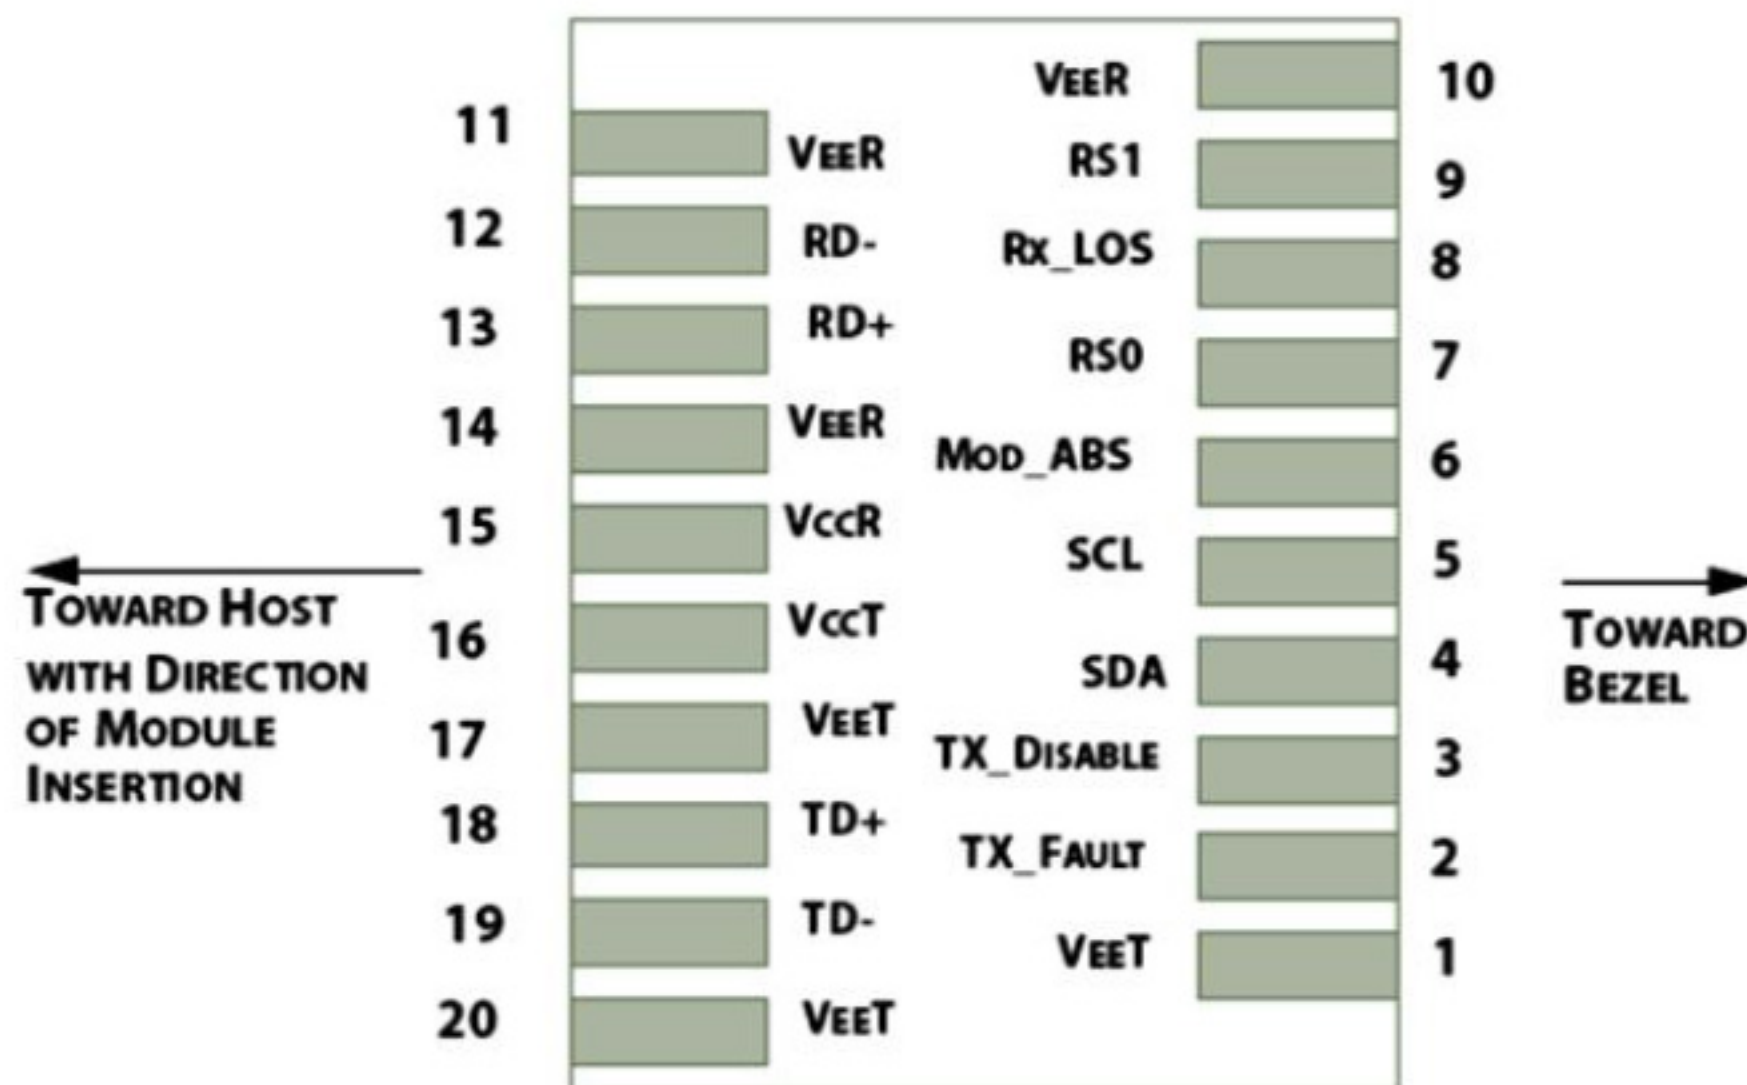 VEER 10
11 VEER
RS1 9
12 RD-
RX_LOS 8
13 RD+
RS0 7
14 VEER
MOD_ABS 6
15 VCCR
SCL 5
TOWARD HOST
WITH DIRECTION
OF MODULE
INSERTION
16 VCCT
TOWARD
BEZEL
SDA 4
17 VEET
TX_DISABLE 3
18 TD+
TX_FAULT 2
19 TD-
VEET 1
20 VEET